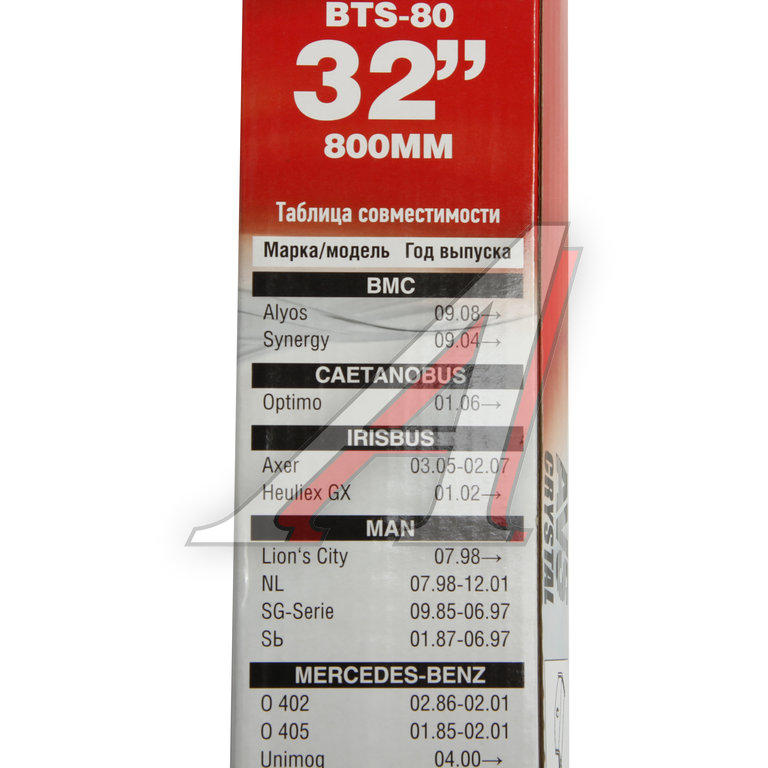 BTS-80
32”
800MM
Таблица совместимости
Марка/модель Год выпуска
BMC
Alyos 09.08→
Synergy 09.04→
CAETANOBUS
Optimo 01.06→
IRISBUS
Axer 03.05-02.07
Heuliex GX 01.02→
MAN
Lion‘s City 07.98→
NL 07.98-12.01
SG-Serie 09.85-06.97
Sb 01.87-06.97
MERCEDES-BENZ
O 402 02.86-02.01
O 405 01.85-02.01
Unimog 04.00→
AVS
CRYSTAL